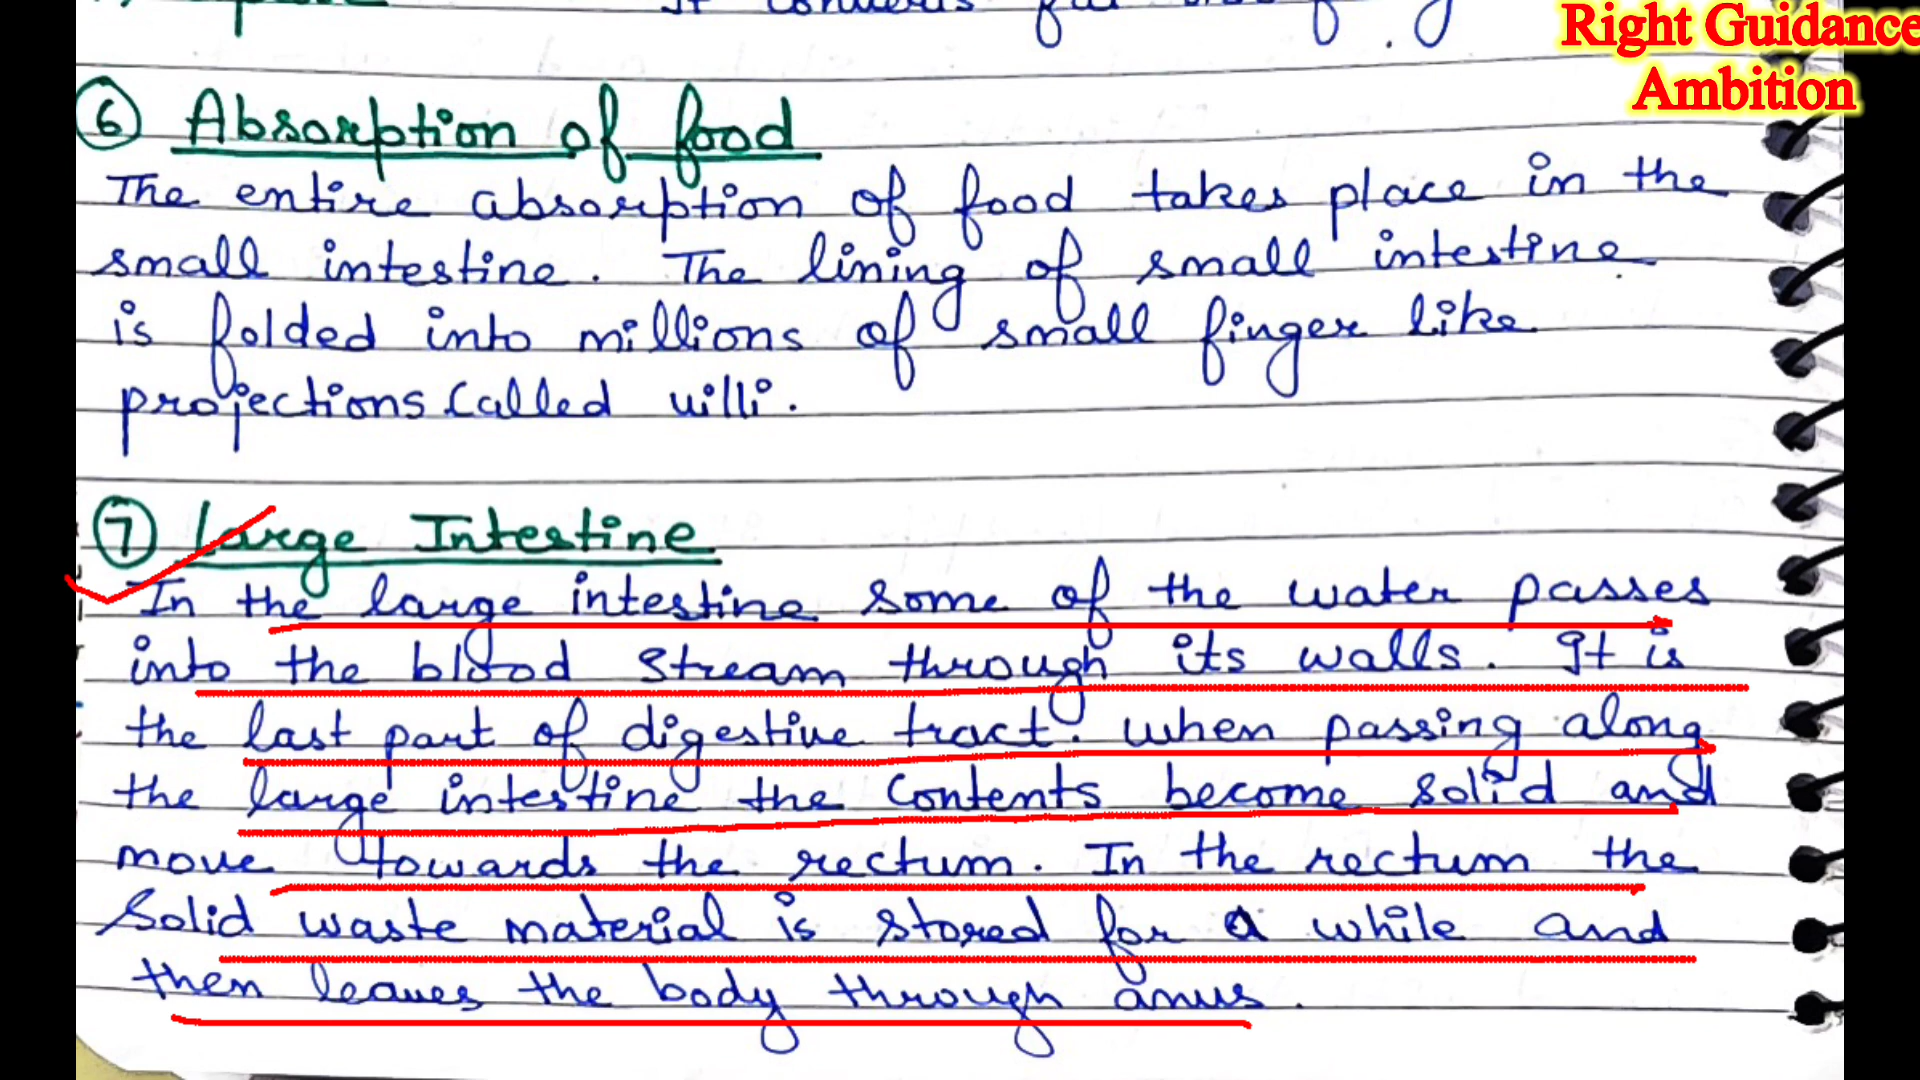 Right Guidance
Ambition
It converts
6 Absorption of food
The entire absorption of food takes place in the
small intestine. The lining of small intestine
is folded into millions of small finger like
projections called villi.
7 Large Intestine
In the large intestine some of the water passes
into the blood stream through its walls. It is
the last part of digestive tract. When passing along
the large intestine the contents become solid and
move towards the rectum. In the rectum the
Solid waste material is stored for a while and
then leaves the body through anus.